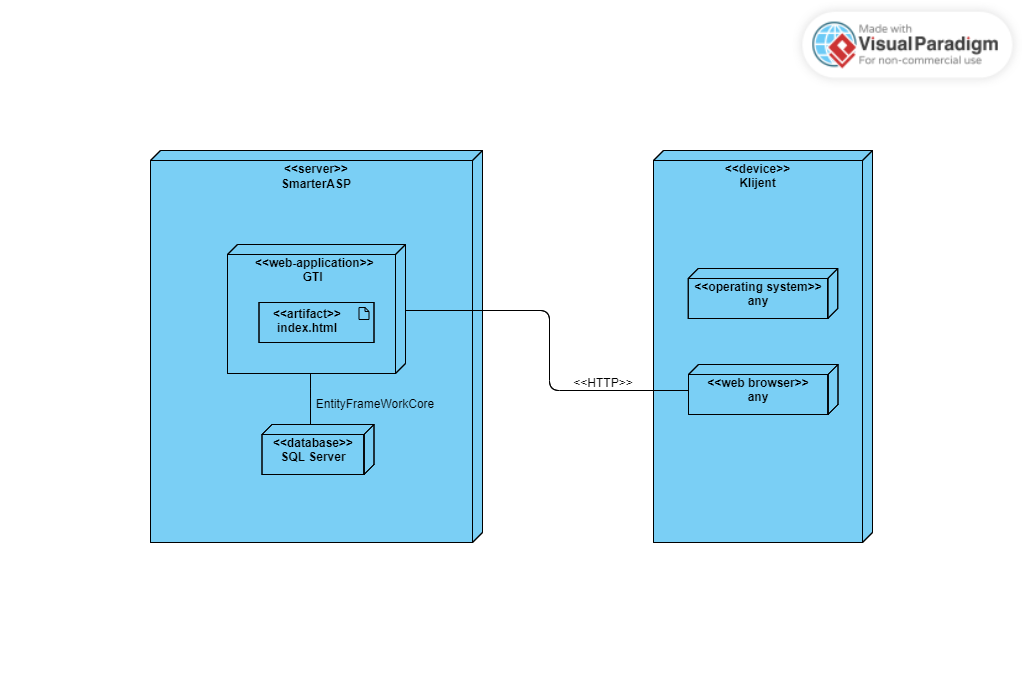 Made with
Visual Paradigm
For non-commercial use
<<server>>
SmarterASP
<<web-application>>
GTI
<<artifact>>
index.html
EntityFrameWorkCore
<<database>>
SQL Server
<<HTTP>>
<<device>>
Klijent
<<operating system>>
any
<<web browser>>
any